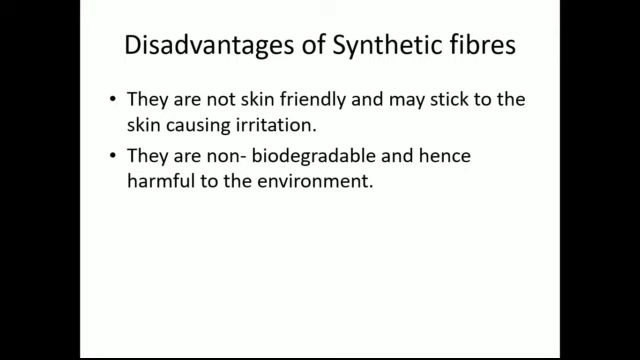 Disadvantages of Synthetic fibres
• They are not skin friendly and may stick to the
skin causing irritation.
• They are non- biodegradable and hence
harmful to the environment.